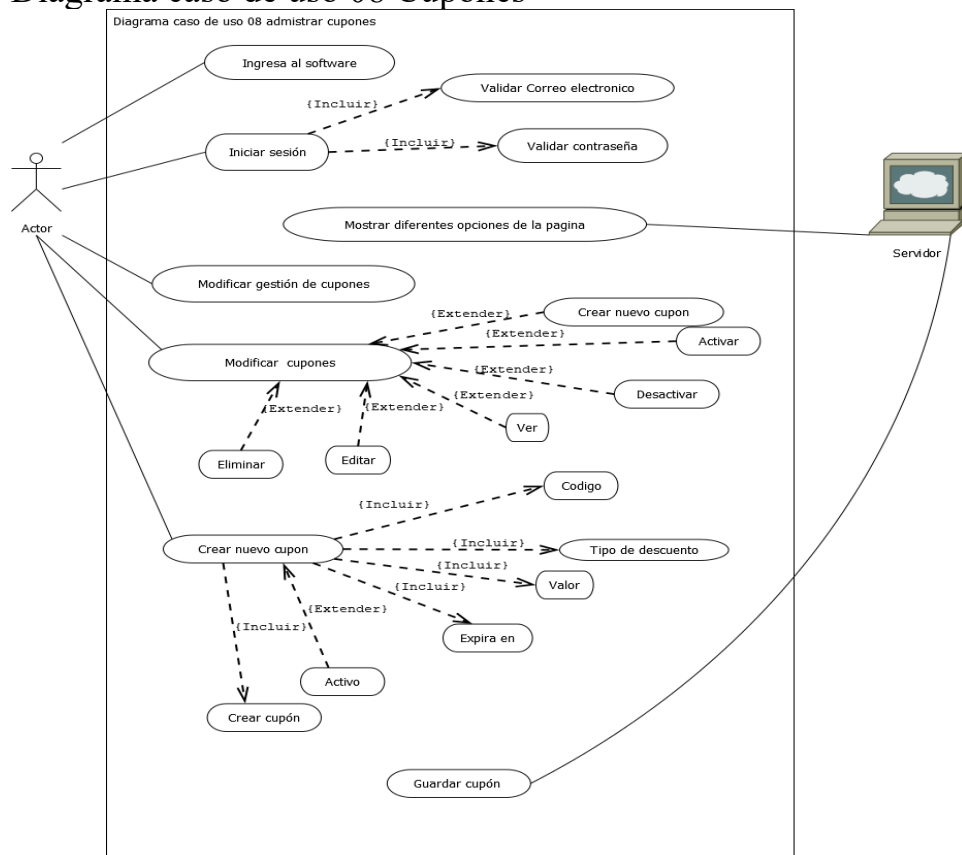 Diagrama caso de uso 08 Cupones
Diagrama caso de uso 08 admistrar cupones
Ingresa al software
Validar Correo electronico
{Incluir}
Iniciar sesión
{Incluir}
Validar contraseña
Actor
Mostrar diferentes opciones de la pagina
Servidor
Modificar gestión de cupones
Crear nuevo cupon
{Extender}
{Extender}
Activar
Modificar cupones
{Extender}
Desactivar
{Extender}
{Extender}
{Extender}
Ver
Eliminar
Editar
Codigo
{Incluir}
Crear nuevo cupon
{Incluir}
Tipo de descuento
{Incluir}
Valor
{Incluir}
{Extender}
{Incluir}
Expira en
Activo
Crear cupón
Guardar cupón